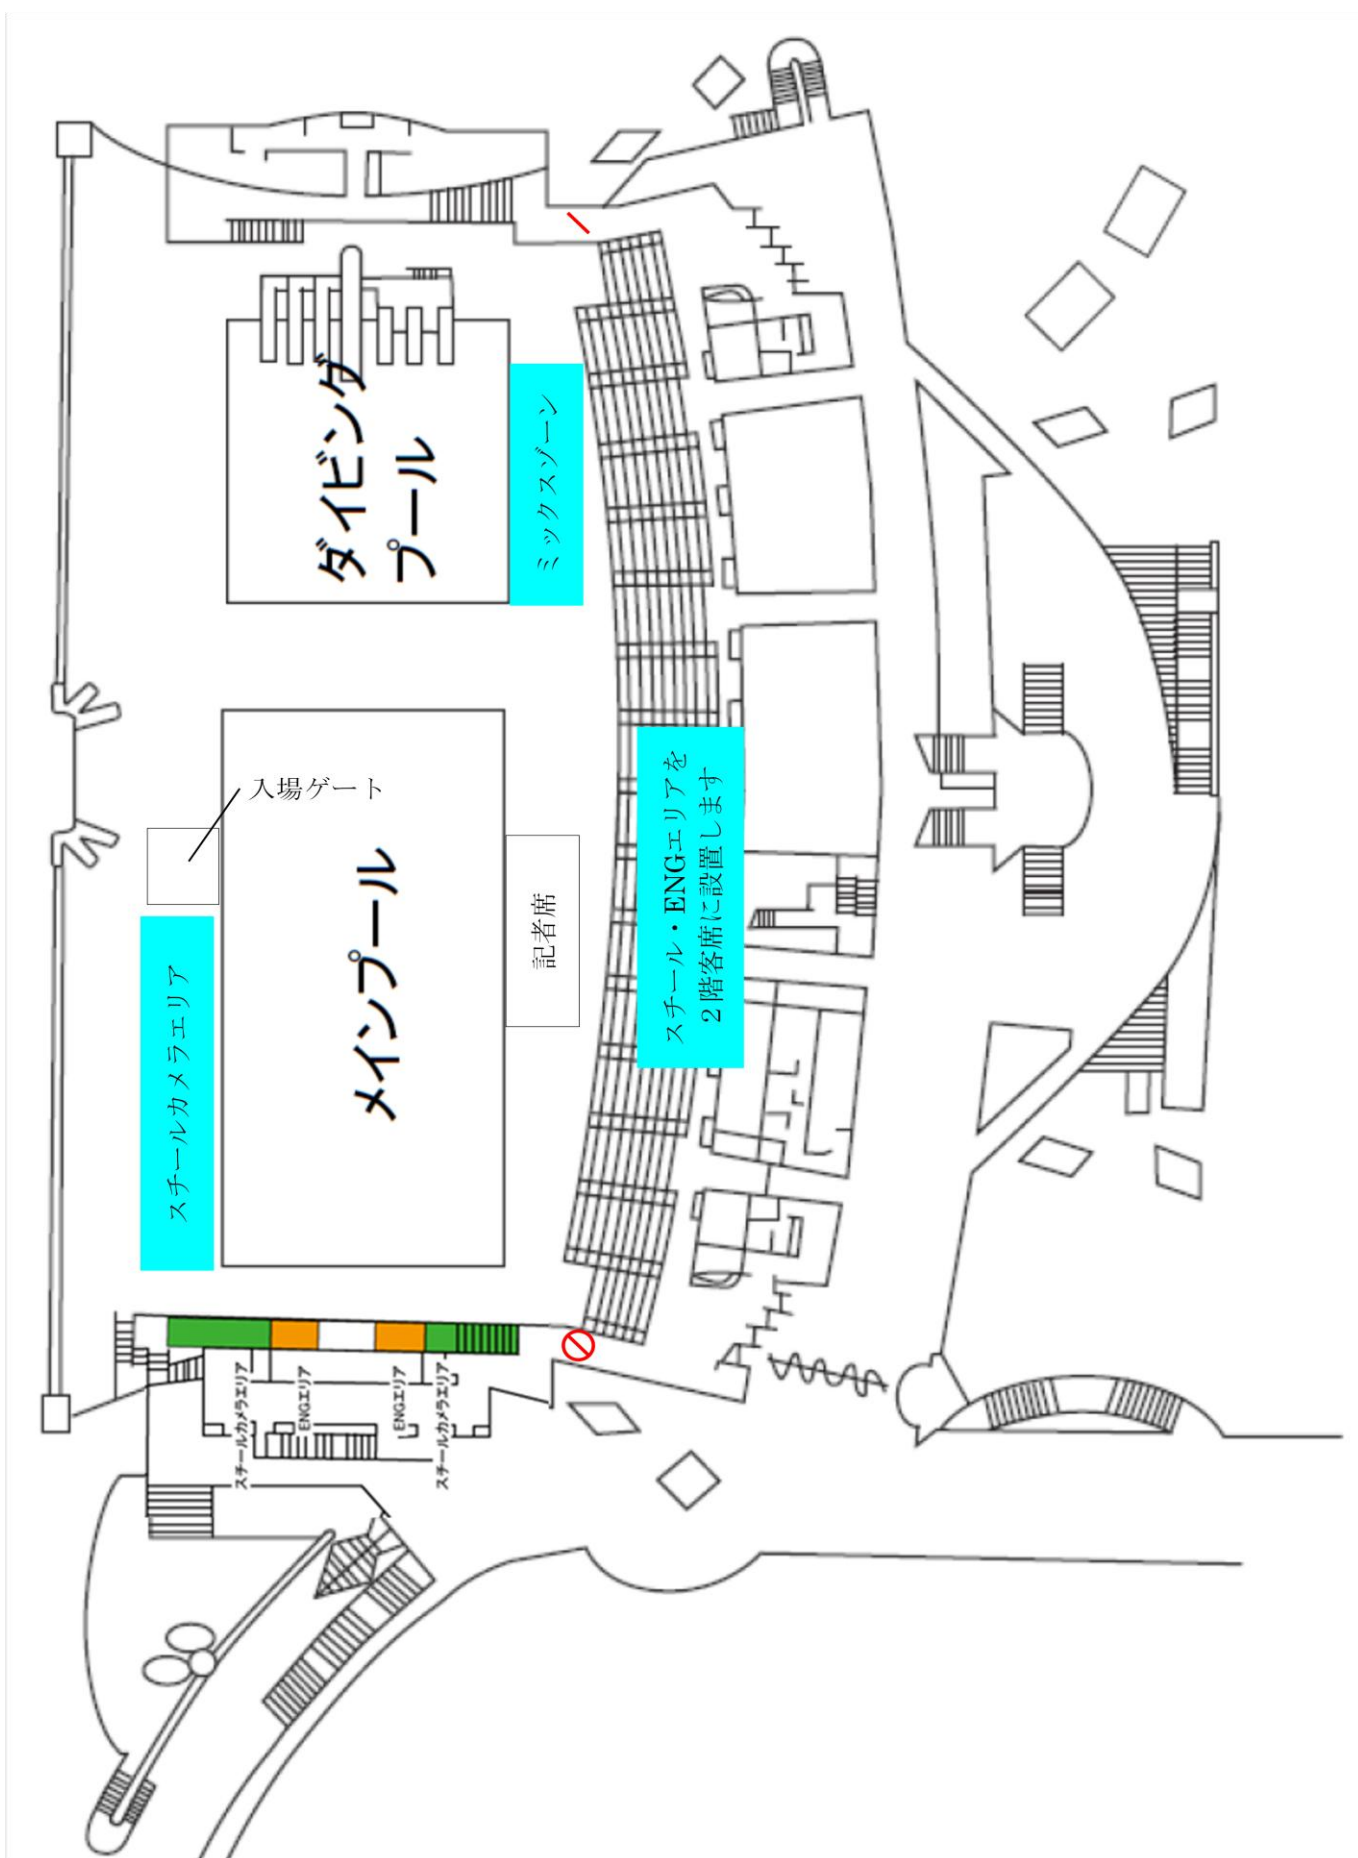 ダイビング
プール
ミックスゾーン
入場ゲート
メインプール
記者席
スチールカメラエリア
スチール・ENGエリアを
２階客席に設置します
スチールカメラエリア
ENGエリア
ENGエリア
スチールカメラエリア